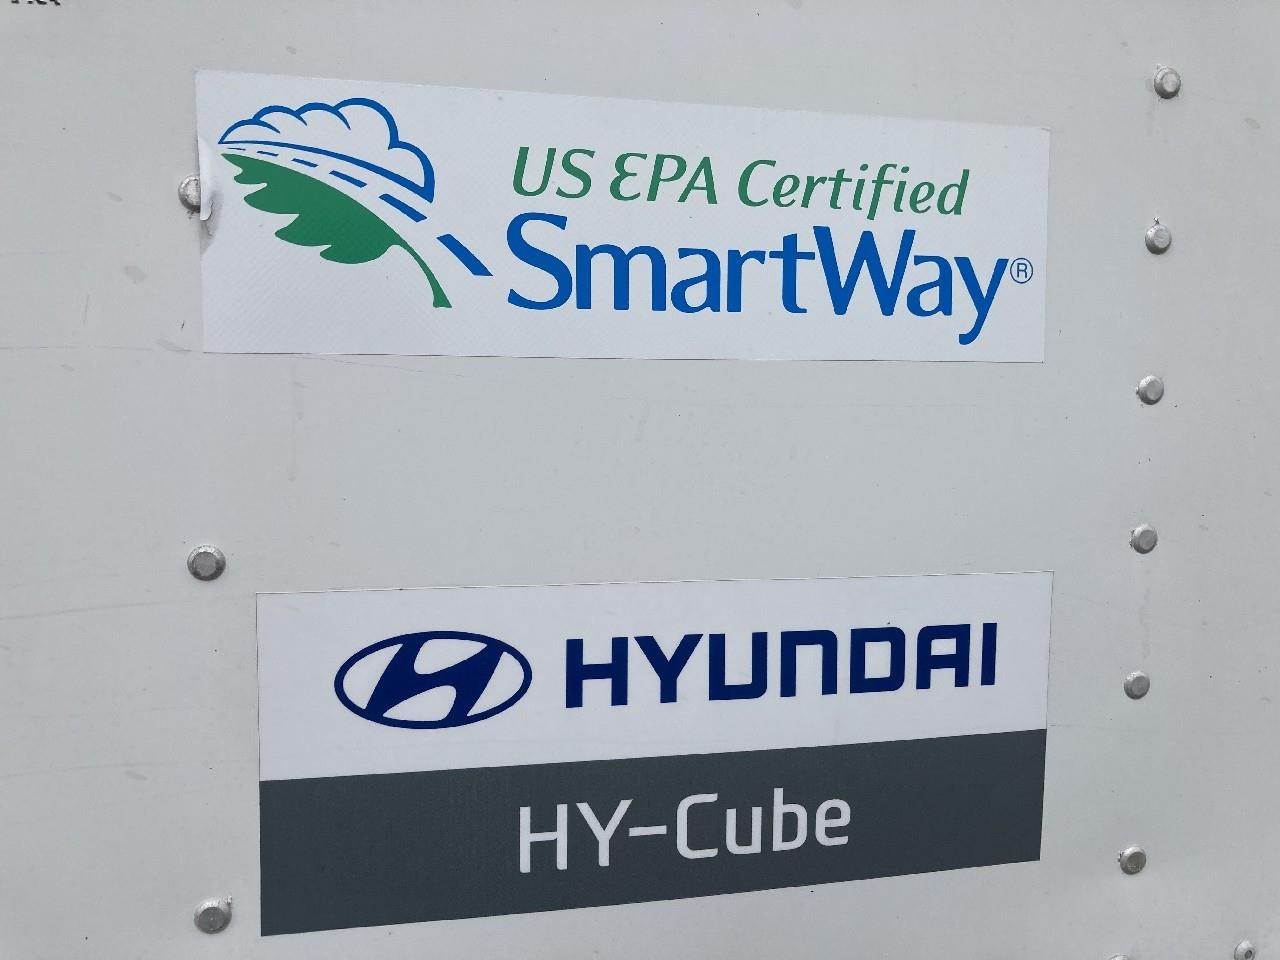 US EPA Certified
SmartWay®
HYUNDAI
HY-Cube